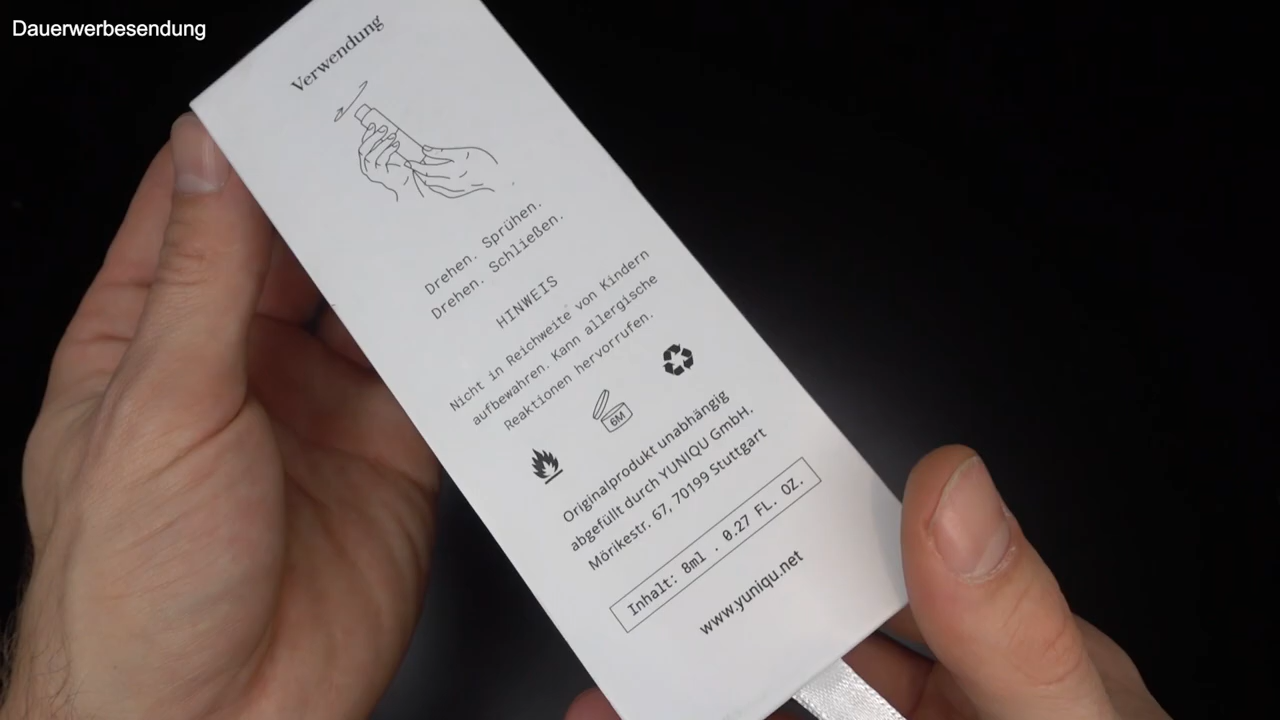 Dauerwerbesendung
Verwendung
Drehen. Sprühen.
Drehen. Schließen.
HINWEIS
Nicht in Reichweite von Kindern
aufbewahren. Kann allergische
Reaktionen hervorrufen.
6M
Originalprodukt unabhängig
abgefüllt durch YUNIQU GmbH,
Mörikestr. 67, 70199 Stuttgart
Inhalt: 8ml . 0.27 FL. OZ.
www.yuniqu.net